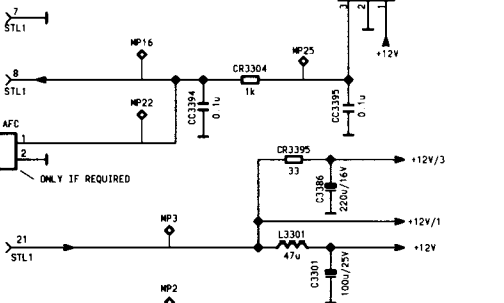 7
STL1
3
2
1
+12V
MP16
MP25
8
STL1
CR3304
1k
CC3394
0.1u
CC3395
0.1u
MP22
AFC
1
2
ONLY IF REQUIRED
CR3395
33
+12V/3
C3386
220u/16V
MP3
+12V/1
21
STL1
L3301
47u
+12V
C3301
100u/25V
MP2